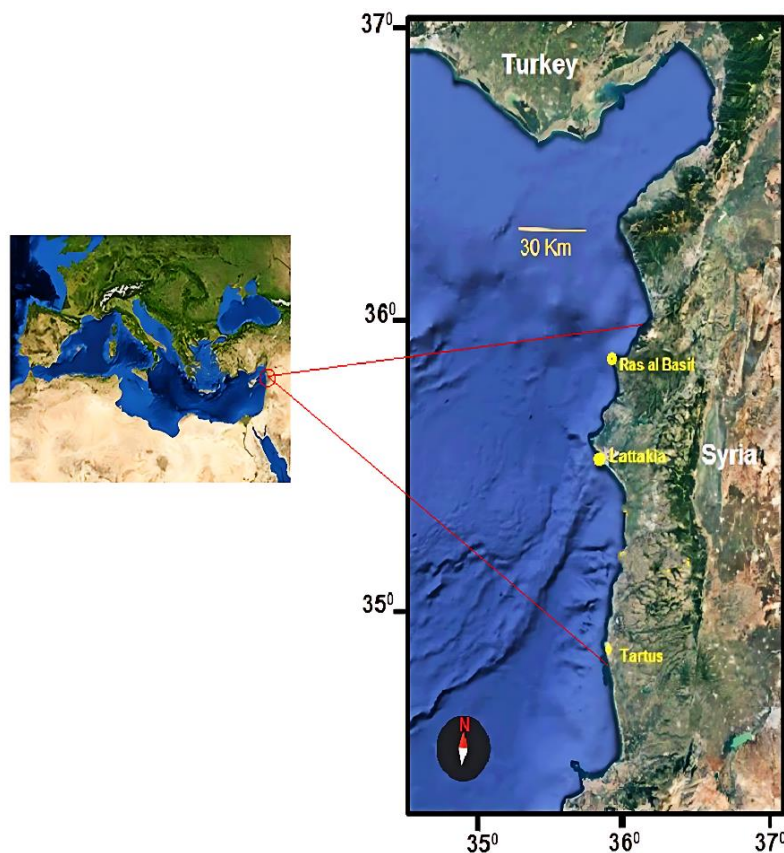 37⁰
Turkey
30 Km
36⁰
Ras al Basit
Lattakia
Syria
35⁰
Tartus
N
35⁰
36⁰
37⁰